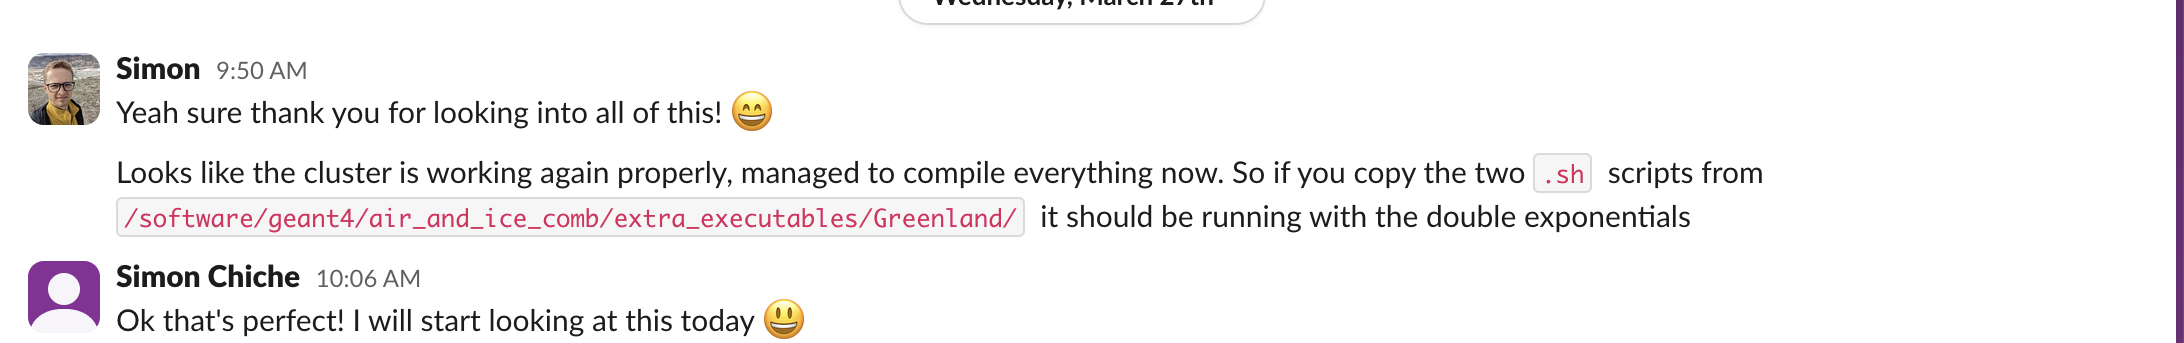 Wednesday, March 27th
Simon 9:50 AM
Yeah sure thank you for looking into all of this! 😄
Looks like the cluster is working again properly, managed to compile everything now. So if you copy the two .sh scripts from
/software/geant4/air_and_ice_comb/extra_executables/Greenland/ it should be running with the double exponentials
Simon Chiche 10:06 AM
Ok that's perfect! I will start looking at this today 😃